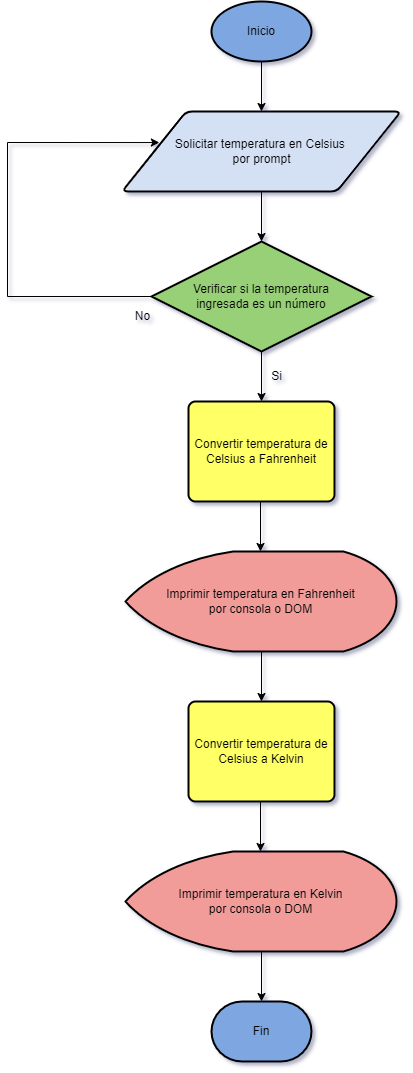 Inicio
Solicitar temperatura en Celsius
por prompt
Verificar si la temperatura
ingresada es un número
No
Si
Convertir temperatura de
Celsius a Fahrenheit
Imprimir temperatura en Fahrenheit
por consola o DOM
Convertir temperatura de
Celsius a Kelvin
Imprimir temperatura en Kelvin
por consola o DOM
Fin